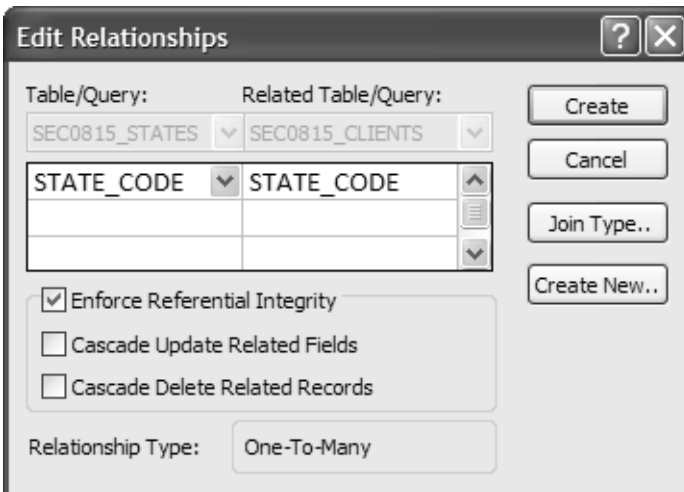 Edit Relationships
?
Table/Query: Related Table/Query:
SEC0815_STATES SEC0815_CLIENTS
STATE_CODE STATE_CODE
Enforce Referential Integrity
Cascade Update Related Fields
Cascade Delete Related Records
Relationship Type: One-To-Many
Create
Cancel
Join Type..
Create New..